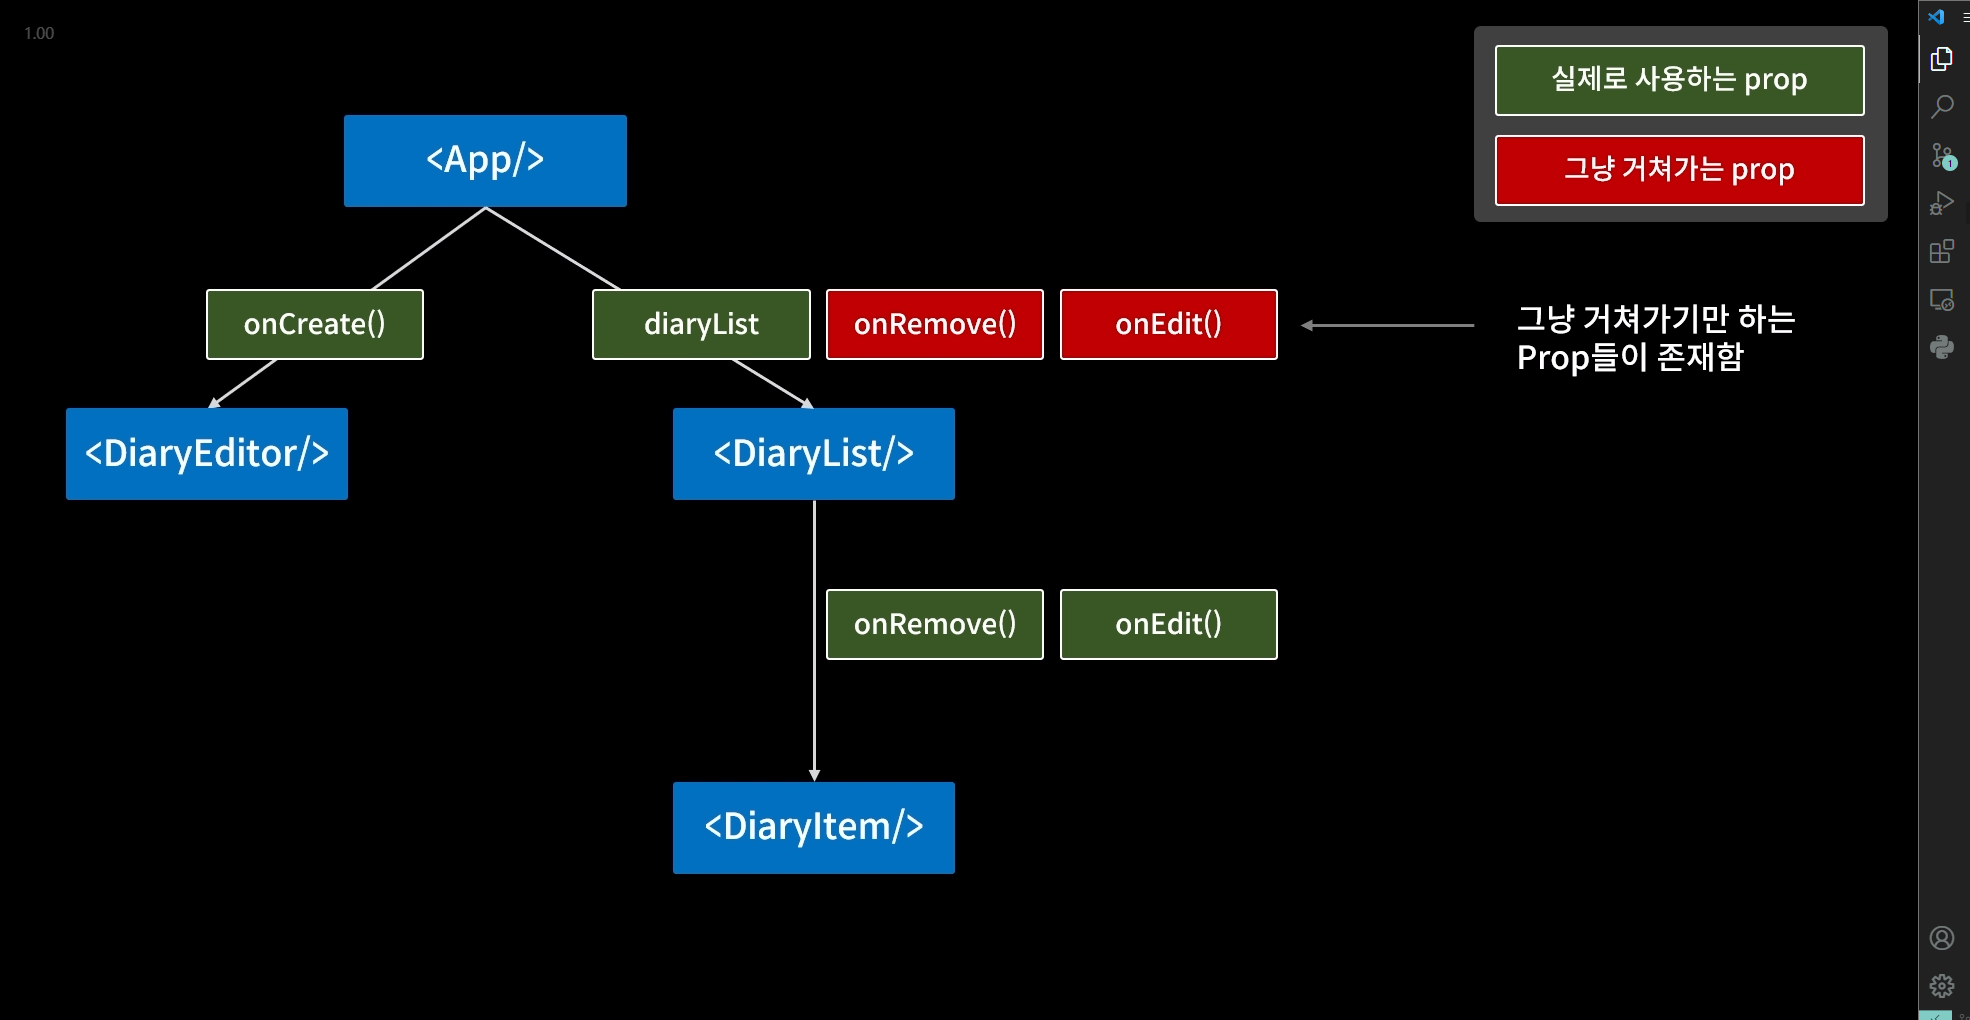 1.00
실제로 사용하는 prop
그냥 거쳐가는 prop
<App/>
onCreate()
diaryList
onRemove()
onEdit()
그냥 거쳐가기만 하는
Prop들이 존재함
<DiaryEditor/>
<DiaryList/>
onRemove()
onEdit()
<DiaryItem/>
1